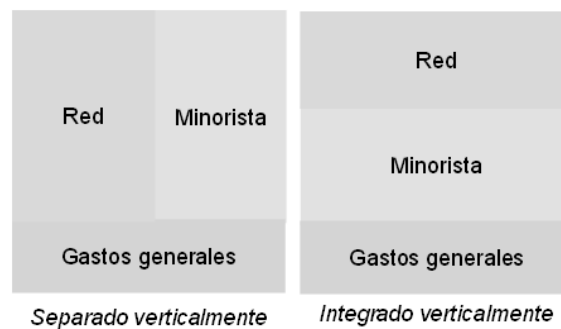 Red
Minorista
Gastos generales
Separado verticalmente
Red
Minorista
Gastos generales
Integrado verticalmente